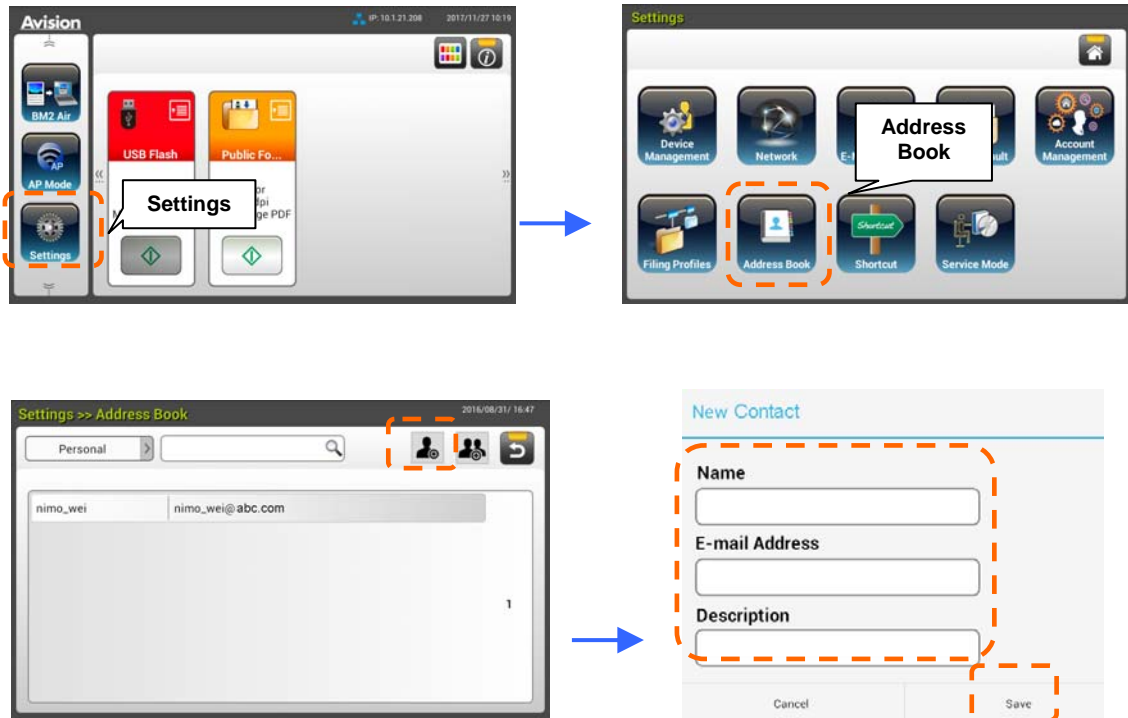 Avision
IP: 10.1.21.208 2017/11/27 10:19
BM2 Air
AP Mode
Settings
USB Flash
Public Fo...
ge PDF
Settings
Settings
Device
Management
Network
Account
Management
Address
Book
Filing Profiles
Address Book
Shortcut
Shortcut
Service Mode
Settings >> Address Book
2016/08/31/ 16:47
Personal
nimo_wei nimo_wei@abc.com
1
New Contact
Name
E-mail Address
Description
Cancel Save